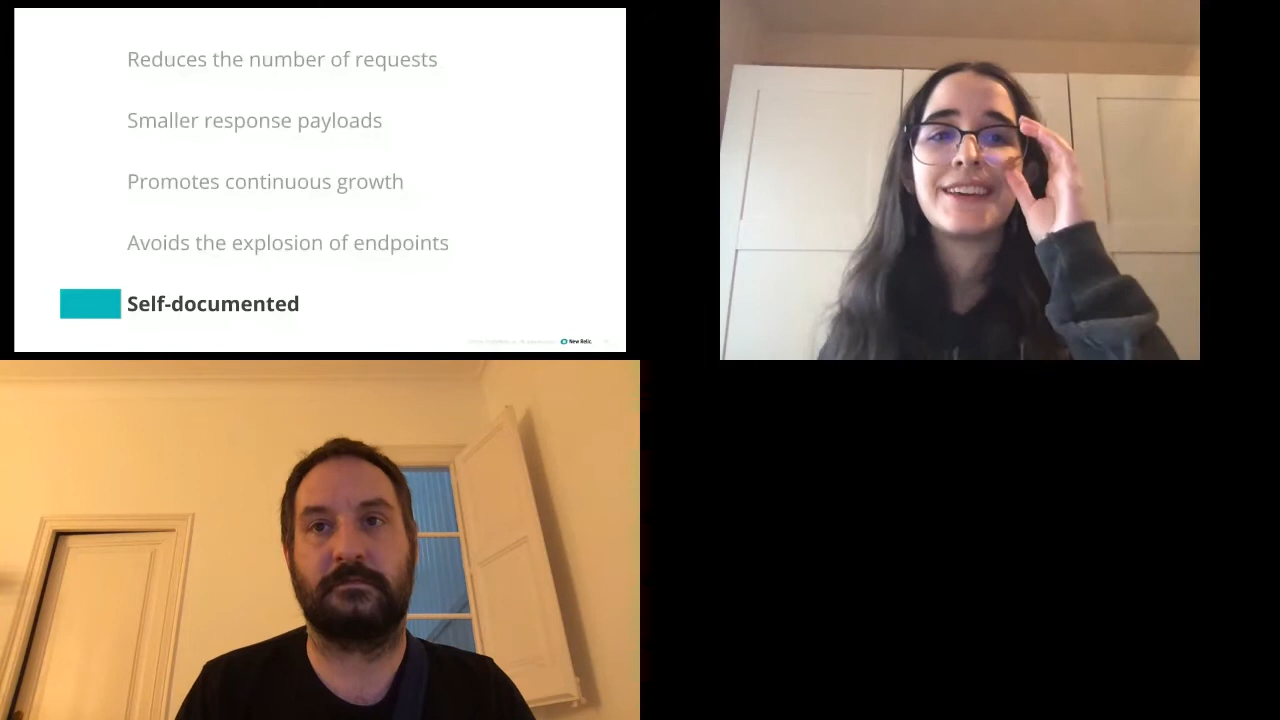 Reduces the number of requests
Smaller response payloads
Promotes continuous growth
Avoids the explosion of endpoints
Self-documented
New Relic.